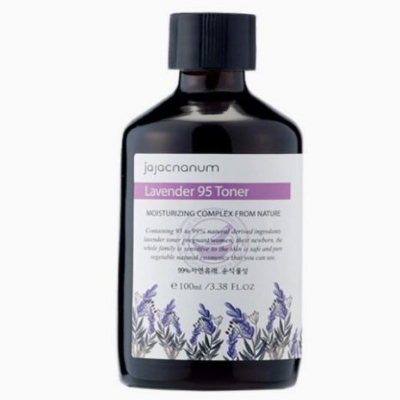 jajacnanum
Lavender 95 Toner
MOISTURIZING COMPLEX FROM NATURE
Containing 95 to 99% natural-derived ingredients
lavender toner pregnant women, their newborn, the
whole family is sensitive to the skin is safe and pure
vegetable natural cosmetics that you can use.
99%자연유래, 순식물성
e 100ml /3.38 FL.OZ